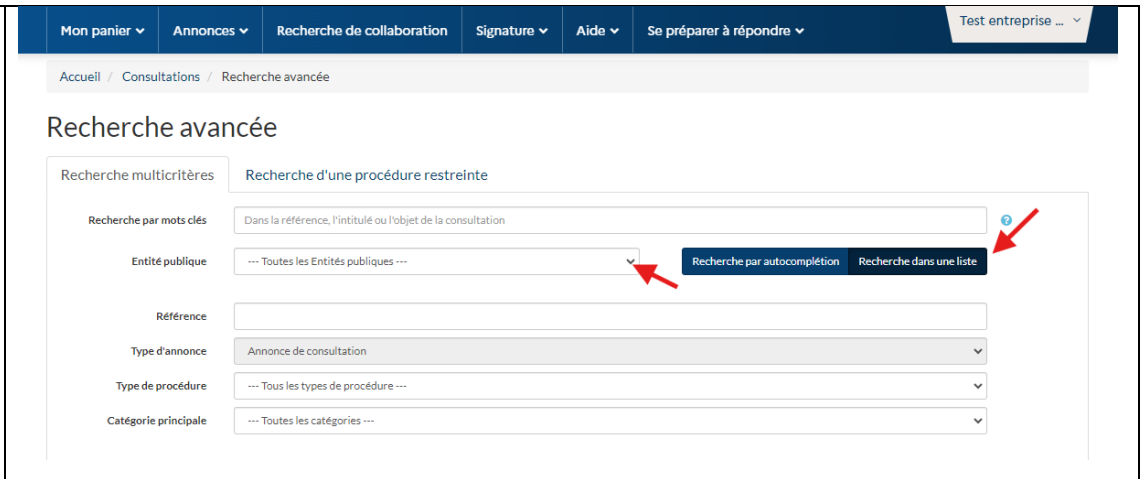 Mon panier Annonces Recherche de collaboration Signature Aide Se préparer à répondre Test entreprise ...
Accueil / Consultations / Recherche avancée
Recherche avancée
Recherche multicritères Recherche d'une procédure restreinte
Recherche par mots clés Dans la référence, l'intitulé ou l'objet de la consultation ?
Entité publique --- Toutes les Entités publiques --- Recherche par autocomplétion Recherche dans une liste
Référence
Type d'annonce Annonce de consultation
Type de procédure --- Tous les types de procédure ---
Catégorie principale --- Toutes les catégories ---